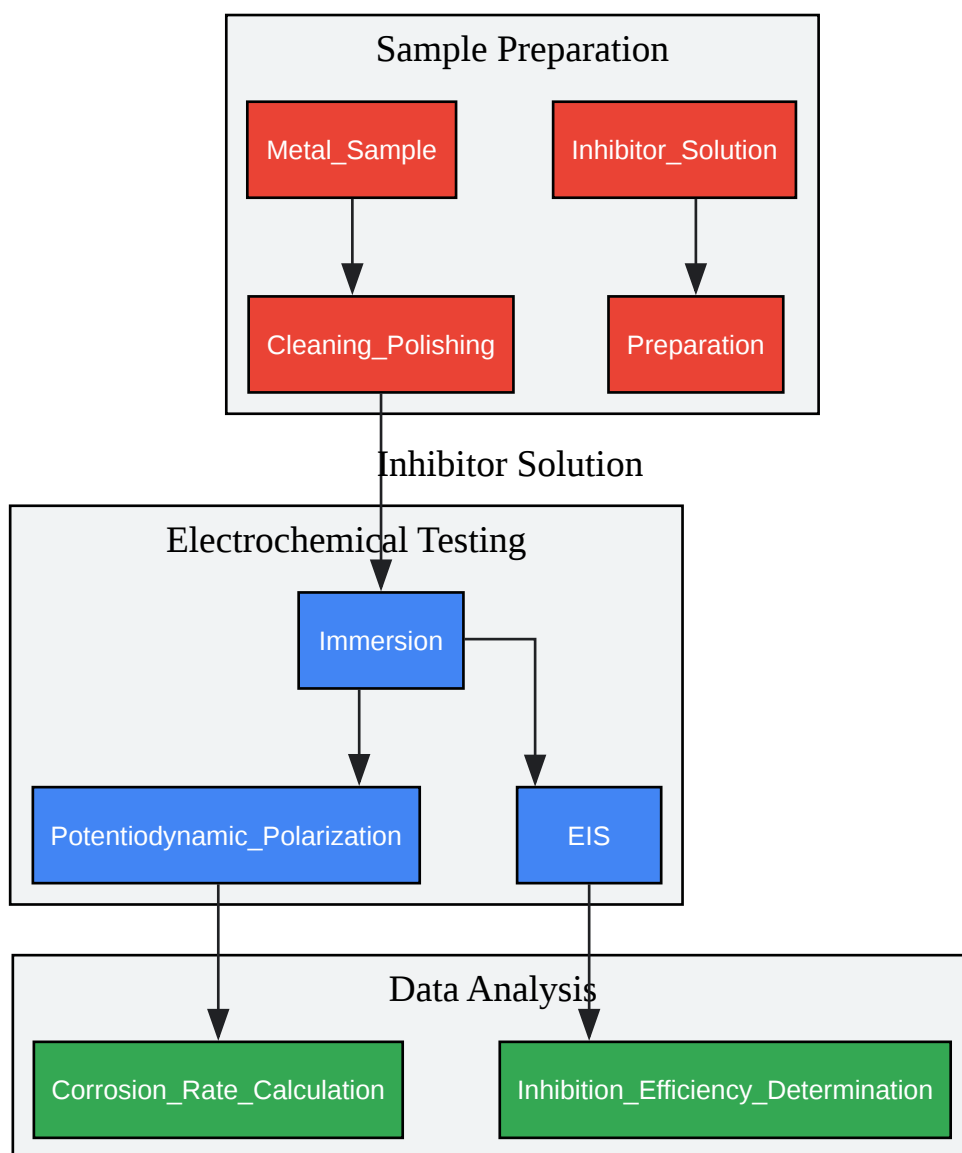 Sample Preparation
Metal_Sample
Inhibitor_Solution
Cleaning_Polishing
Preparation
Inhibitor Solution
Electrochemical Testing
Immersion
Potentiodynamic_Polarization
EIS
Data Analysis
Corrosion_Rate_Calculation
Inhibition_Efficiency_Determination